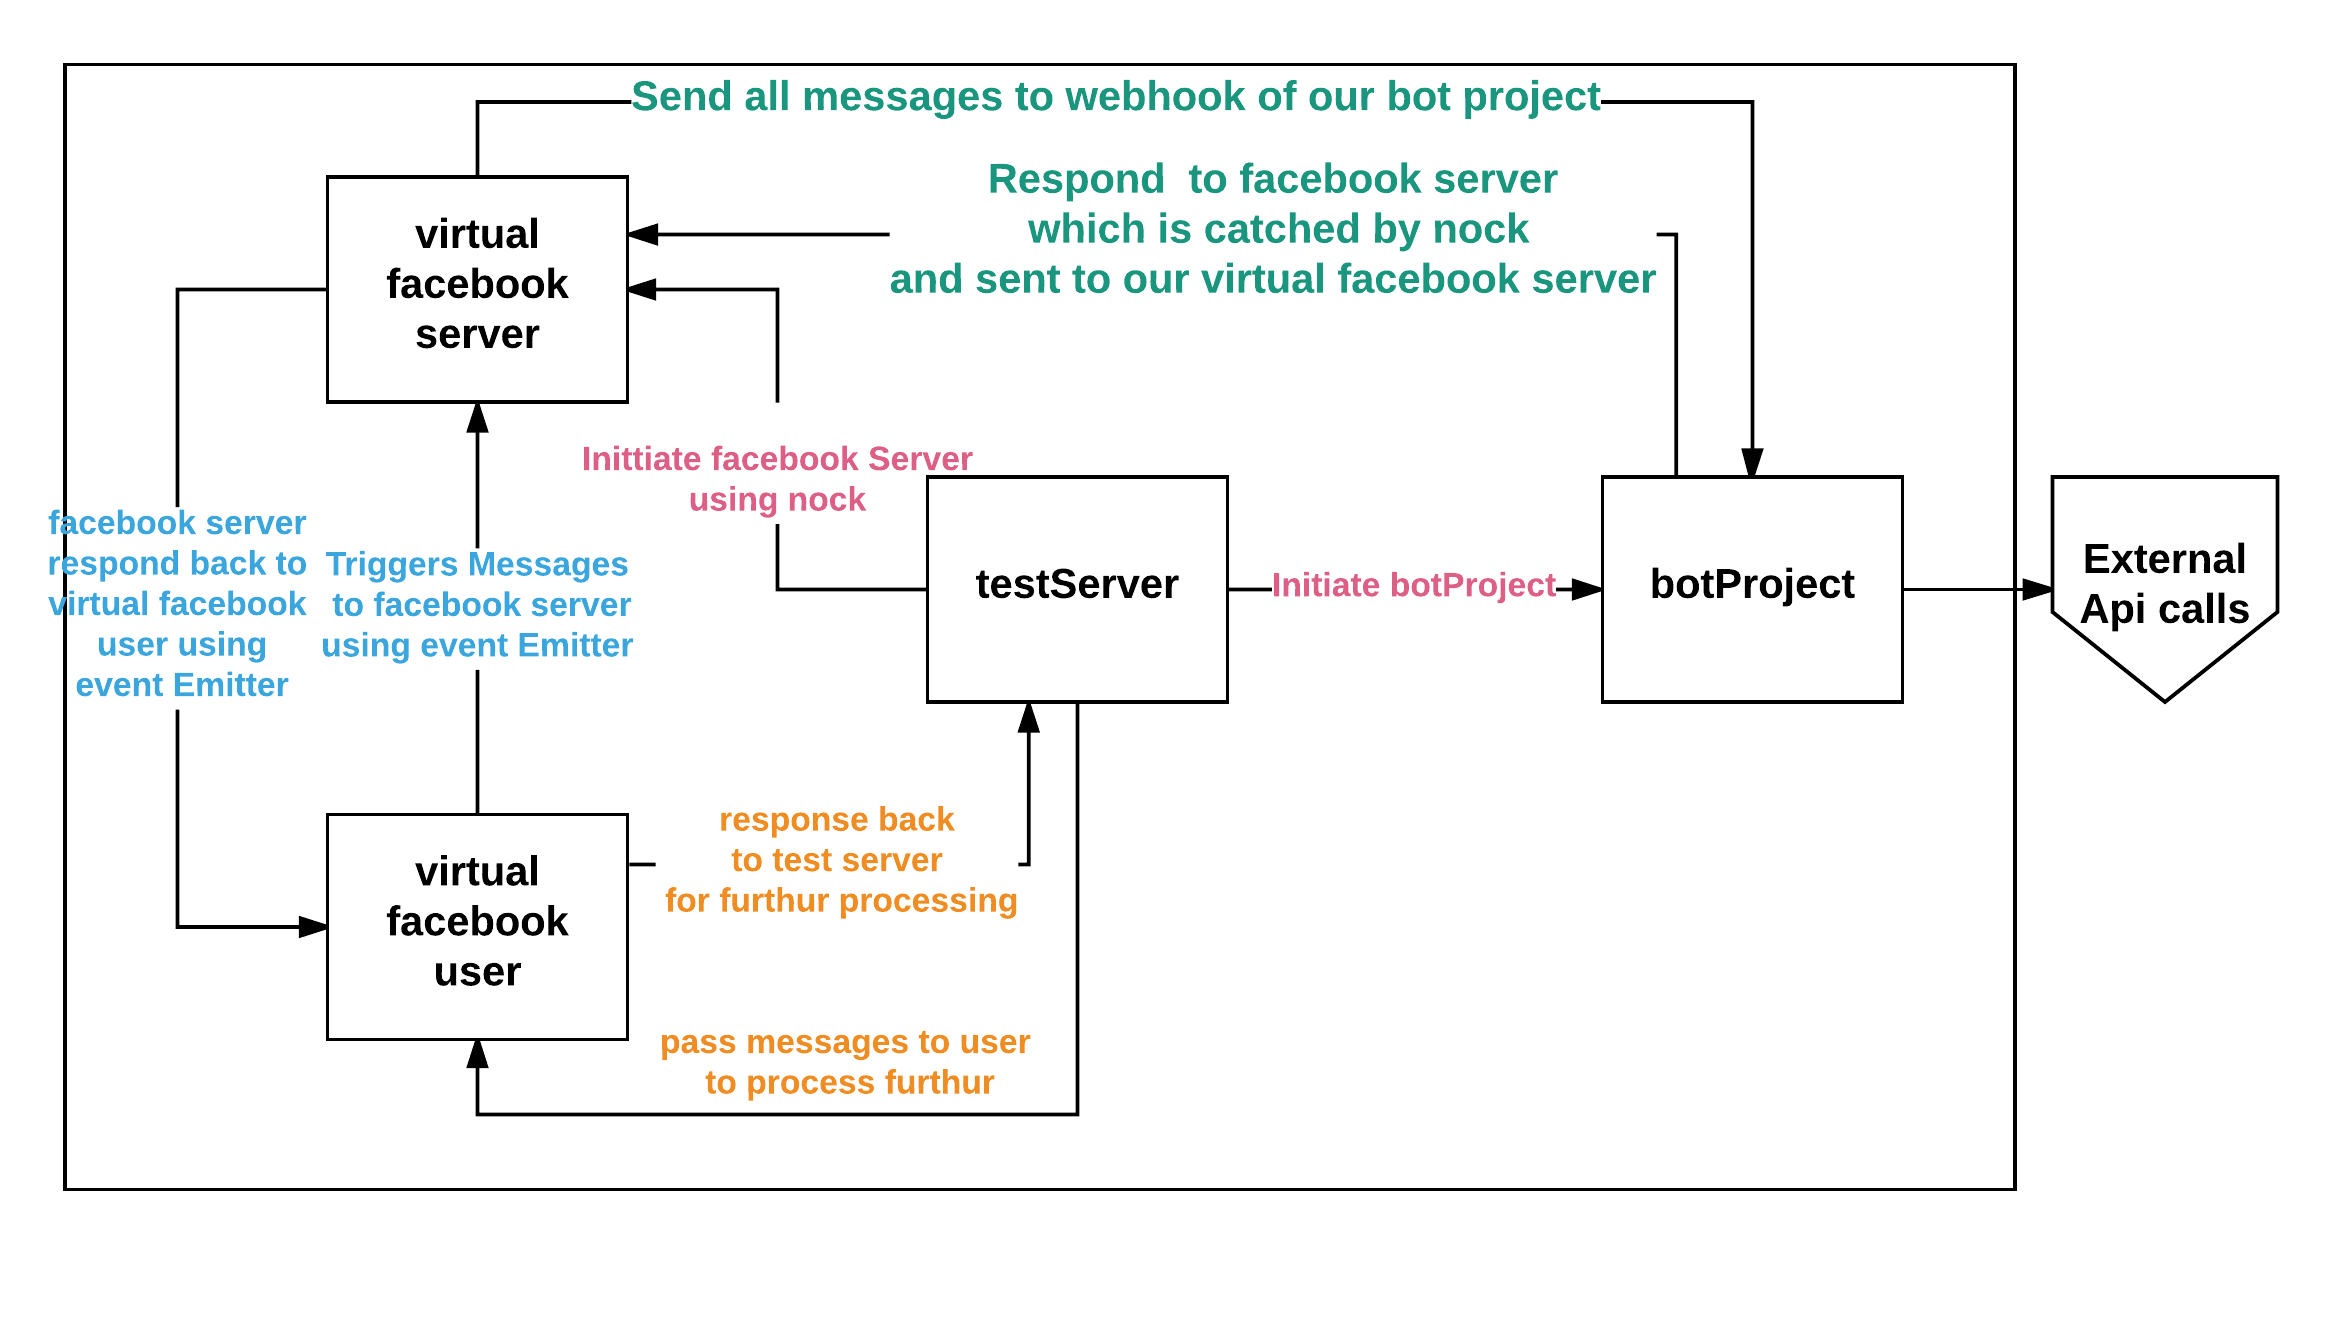 Send all messages to webhook of our bot project
Respond  to facebook server
which is catched by nock
and sent to our virtual facebook server
virtual
facebook
server
Inittiate facebook Server
using nock
facebook server
respond back to
virtual facebook
user using
event Emitter
Triggers Messages
to facebook server
using event Emitter
testServer
Initiate botProject
botProject
External
Api calls
response back
to test server
for furthur processing
virtual
facebook
user
pass messages to user
to process furthur